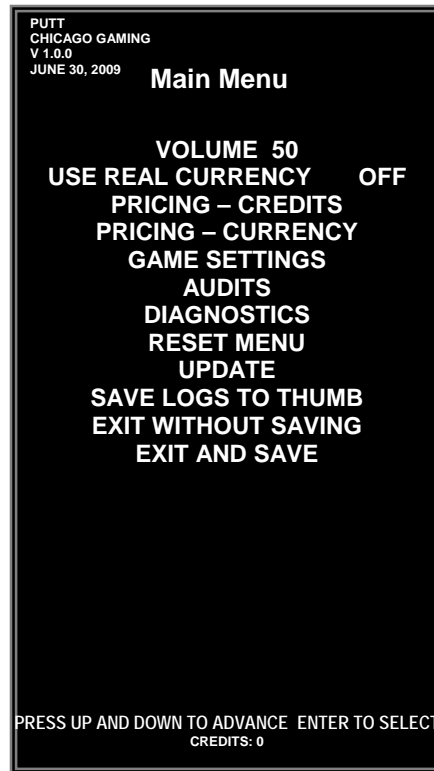 PUTT
CHICAGO GAMING
V 1.0.0
JUNE 30, 2009
Main Menu
VOLUME 50
USE REAL CURRENCY OFF
PRICING – CREDITS
PRICING – CURRENCY
GAME SETTINGS
AUDITS
DIAGNOSTICS
RESET MENU
UPDATE
SAVE LOGS TO THUMB
EXIT WITHOUT SAVING
EXIT AND SAVE
PRESS UP AND DOWN TO ADVANCE ENTER TO SELECT
CREDITS: 0